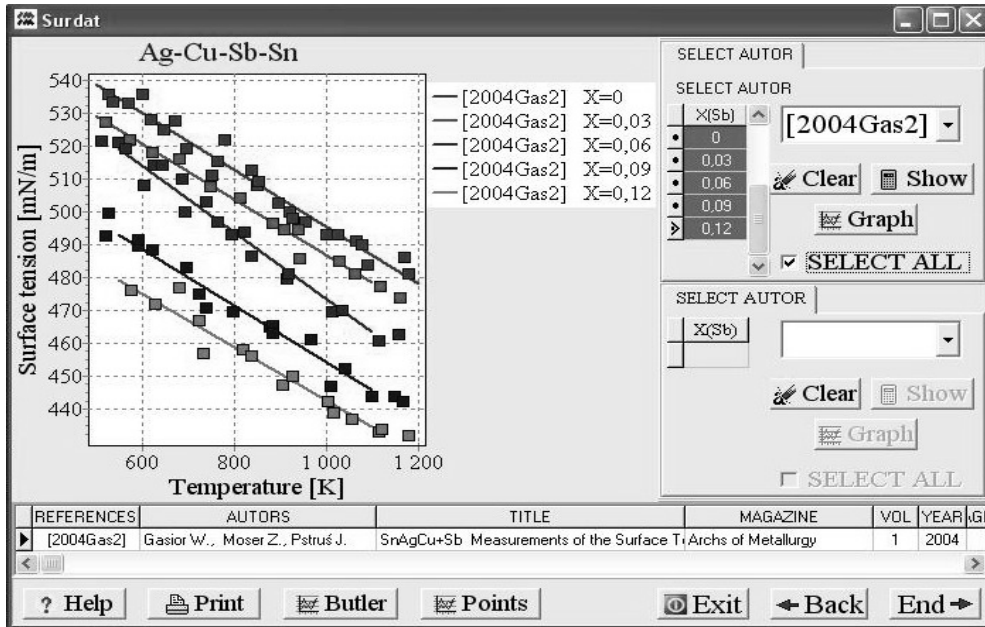 Surdat
Ag-Cu-Sb-Sn
Surface tension [mN/m]
540
530
520
510
500
490
480
470
460
450
440
600
800
1 000
1 200
Temperature [K]
[2004Gas2] X=0
[2004Gas2] X=0,03
[2004Gas2] X=0,06
[2004Gas2] X=0,09
[2004Gas2] X=0,12
SELECT AUTOR
SELECT AUTOR
X(Sb)
0
0,03
0,06
0,09
0,12
[2004Gas2]
Clear
Show
Graph
SELECT ALL
SELECT AUTOR
X(Sb)
Clear
Show
Graph
SELECT ALL
REFERENCES AUTORS TITLE MAGAZINE VOL YEAR
[2004Gas2] Gasior W., Moser Z., Pstruś J. SnAgCu+Sb Measurements of the Surface Archs of Metallurgy 1 2004
? Help Print Butler Points Exit Back End